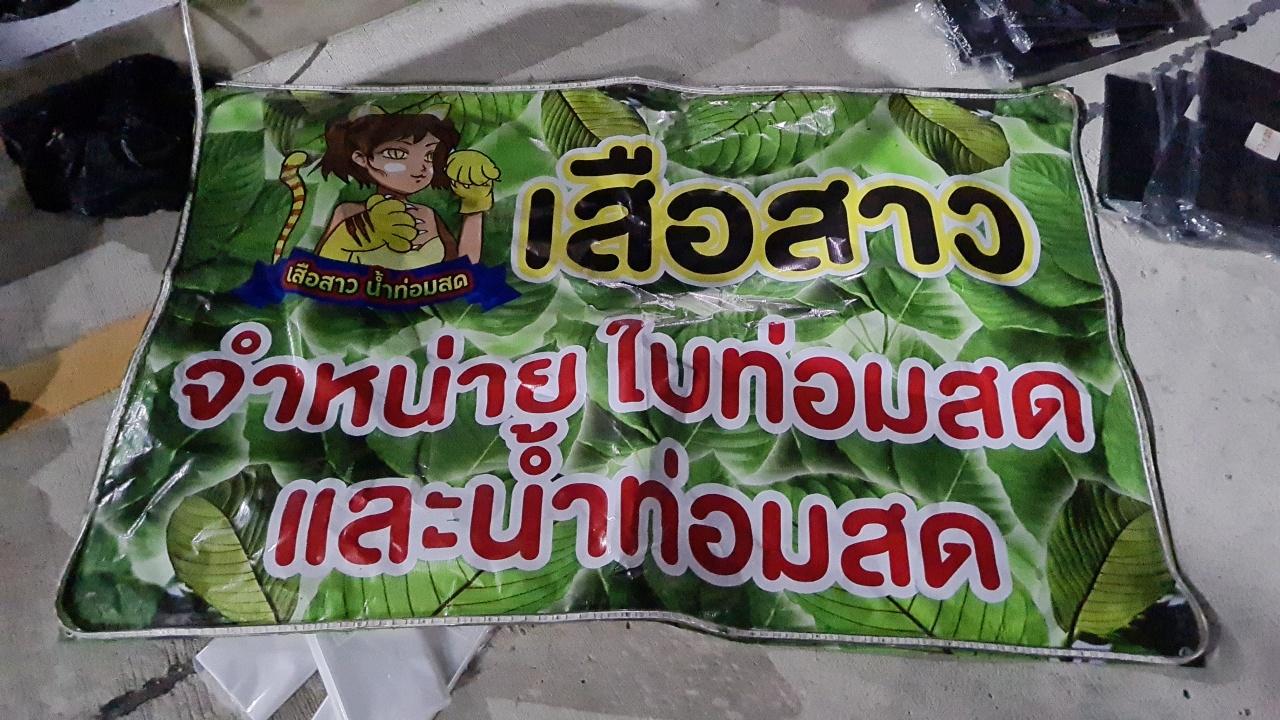 เสือสาว
เสือสาว น้ำท่อมสด
จำหน่าย ใบท่อมสด
และน้ำท่อมสด